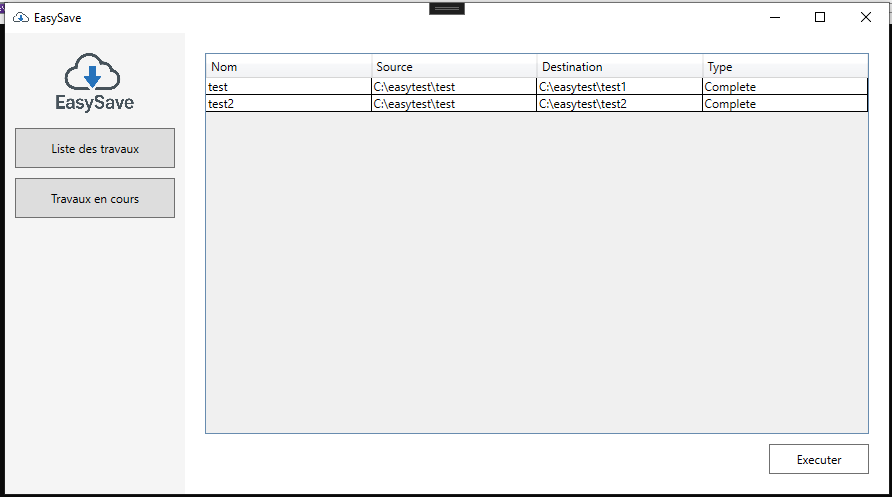 EasySave
EasySave
Liste des travaux
Travaux en cours
Nom Source Destination Type
test C:\easytest\test C:\easytest\test1 Complete
test2 C:\easytest\test C:\easytest\test2 Complete
Executer